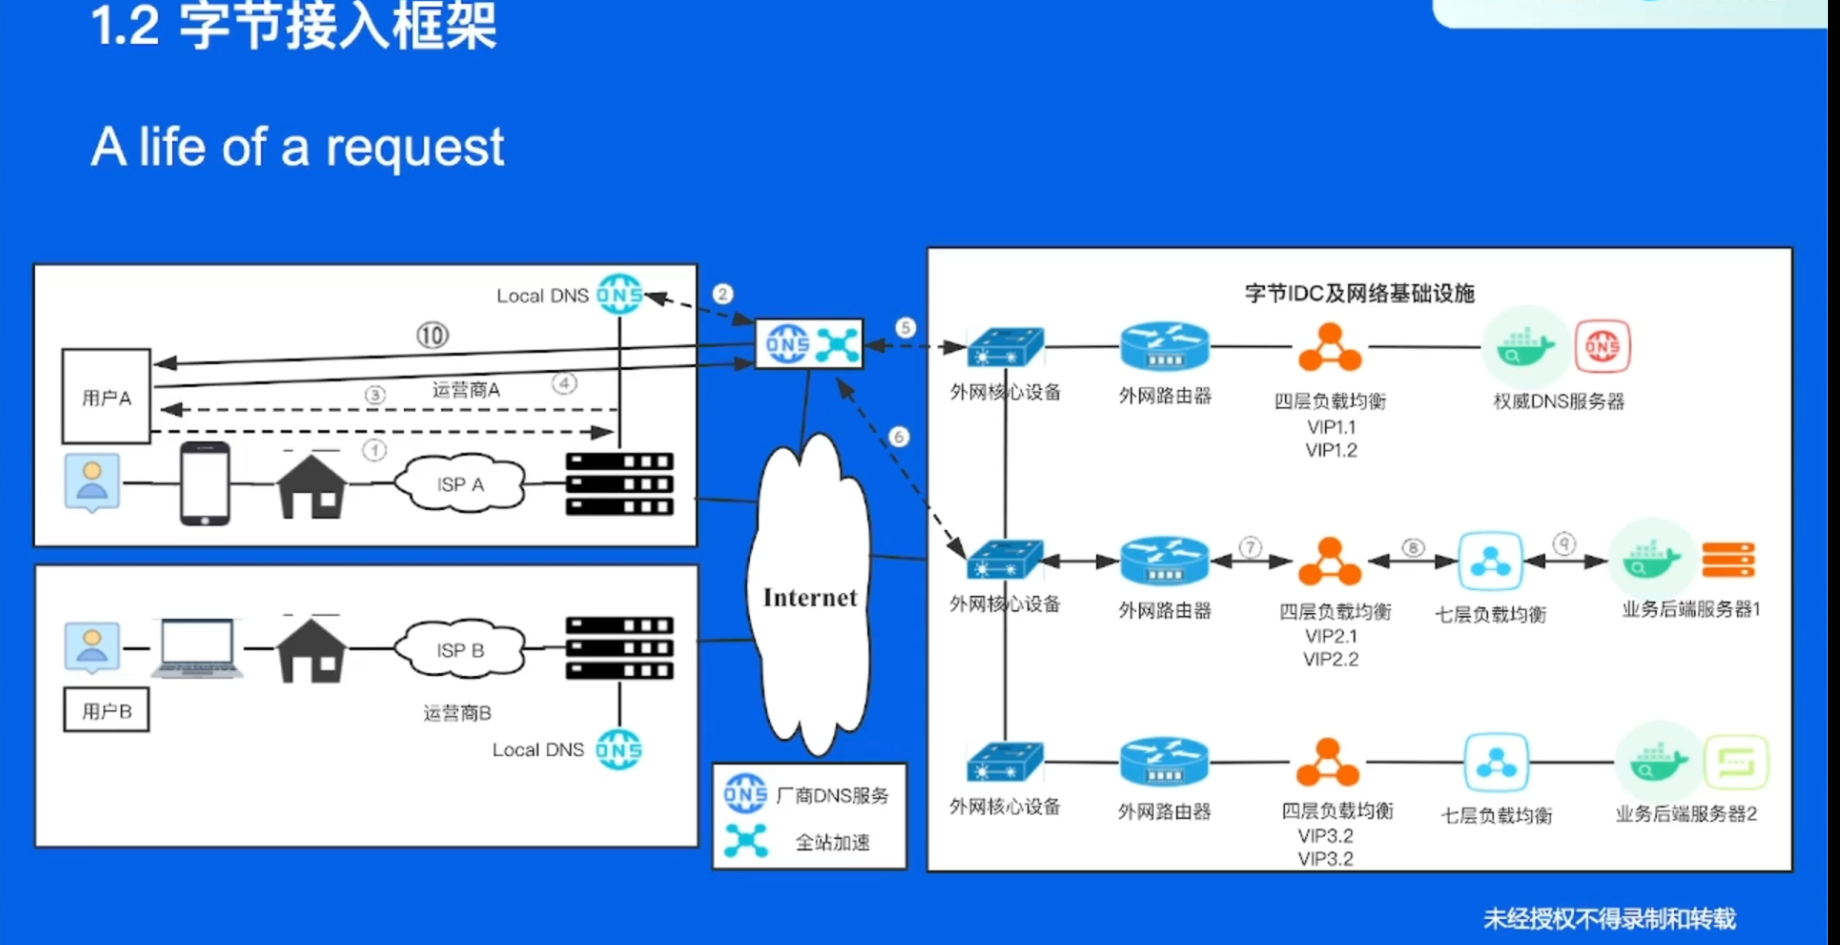 1.2 字节接入框架
A life of a request
Local DNS
DNS
②
⑩
用户A
运营商A
③
④
①
ISP A
DNS
⑤
⑥
Internet
用户B
ISP B
运营商B
Local DNS
DNS
DNS 厂商DNS服务
全站加速
字节IDC及网络基础设施
外网核心设备
外网路由器
四层负载均衡
VIP1.1
VIP1.2
DNS
权威DNS服务器
⑦
⑧
⑨
外网核心设备
外网路由器
四层负载均衡
VIP2.1
VIP2.2
七层负载均衡
业务后端服务器1
外网核心设备
外网路由器
四层负载均衡
VIP3.2
VIP3.2
七层负载均衡
业务后端服务器2
未经授权不得录制和转载